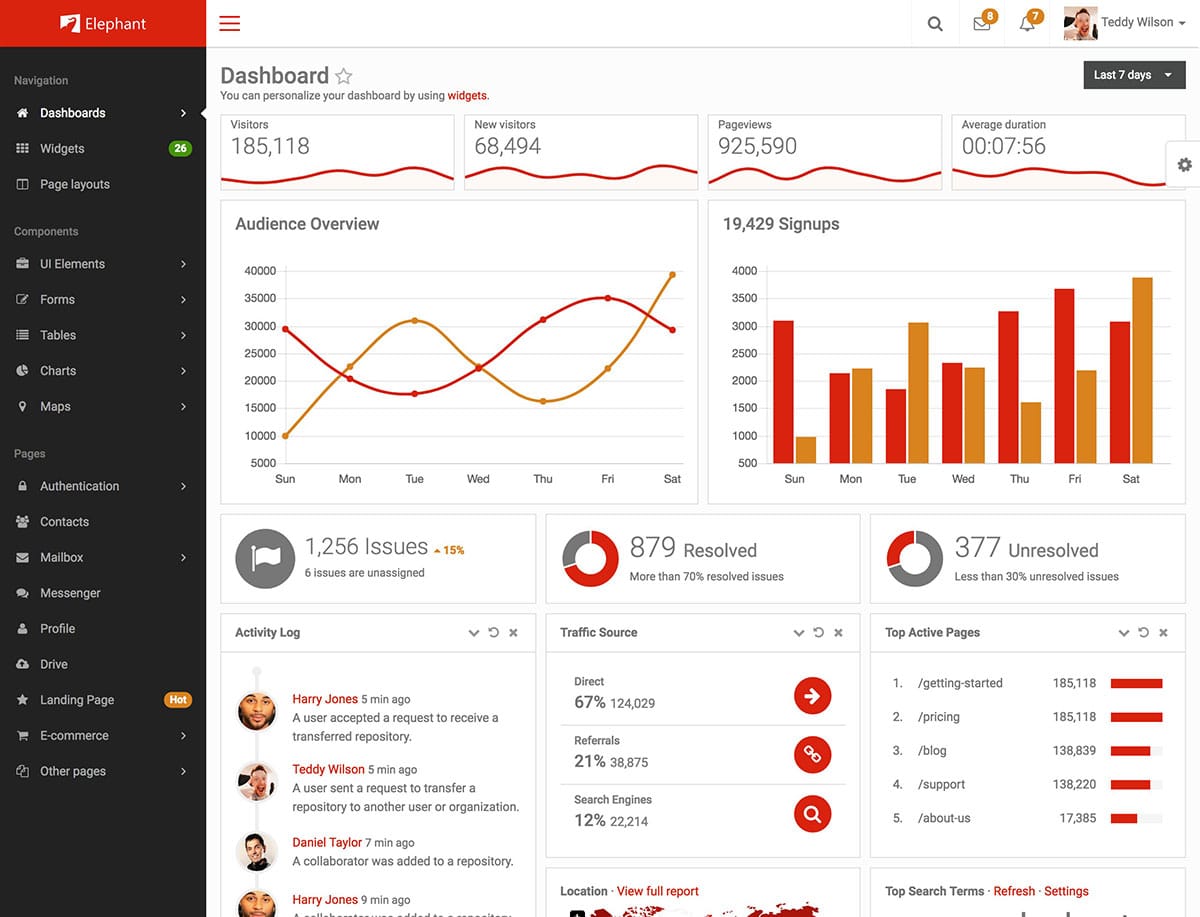 Elephant
8
7
Teddy Wilson
Navigation
Dashboards
Widgets 26
Page layouts
Components
UI Elements
Forms
Tables
Charts
Maps
Pages
Authentication
Contacts
Mailbox
Messenger
Profile
Drive
Landing Page Hot
E-commerce
Other pages
Dashboard
You can personalize your dashboard by using widgets.
Last 7 days
Visitors
185,118
New visitors
68,494
Pageviews
925,590
Average duration
00:07:56
Audience Overview
40000
35000
30000
25000
20000
15000
10000
5000
Sun Mon Tue Wed Thu Fri Sat
19,429 Signups
4000
3500
3000
2500
2000
1500
1000
500
Sun Mon Tue Wed Thu Fri Sat
1,256 Issues 15%
6 issues are unassigned
879 Resolved
More than 70% resolved issues
377 Unresolved
Less than 30% unresolved issues
Activity Log
Harry Jones 5 min ago
A user accepted a request to receive a
transferred repository.
Teddy Wilson 5 min ago
A user sent a request to transfer a
repository to another user or organization.
Daniel Taylor 7 min ago
A collaborator was added to a repository.
Harry Jones 9 min ago
A collaborator was added to a repository.
Traffic Source
Direct
67% 124,029
Referrals
21% 38,875
Search Engines
12% 22,214
Top Active Pages
1. /getting-started 185,118
2. /pricing 185,118
3. /blog 138,839
4. /support 138,220
5. /about-us 17,385
Location · View full report
+
Top Search Terms · Refresh · Settings